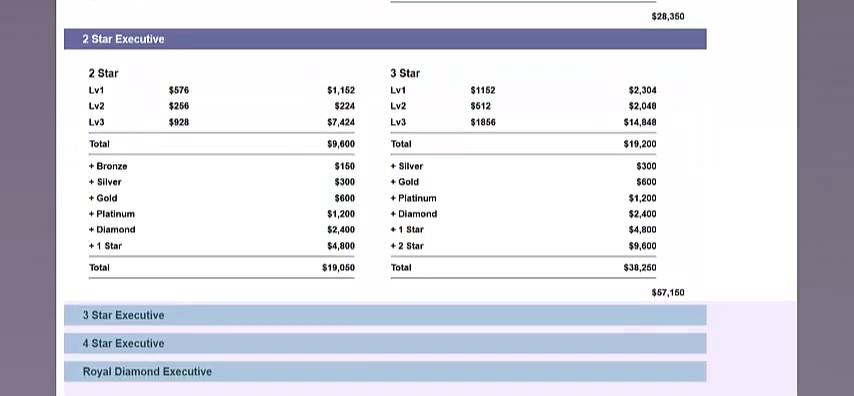 $28,350
2 Star Executive
2 Star 3 Star
Lv1 $576 $1,152 Lv1 $1152 $2,304
Lv2 $256 $224 Lv2 $512 $2,048
Lv3 $928 $7,424 Lv3 $1856 $14,848
Total $9,600 Total $19,200
+ Bronze $150 + Silver $300
+ Silver $300 + Gold $600
+ Gold $600 + Platinum $1,200
+ Platinum $1,200 + Diamond $2,400
+ Diamond $2,400 + 1 Star $4,800
+ 1 Star $4,800 + 2 Star $9,600
Total $19,050 Total $38,250
$57,150
3 Star Executive
4 Star Executive
Royal Diamond Executive